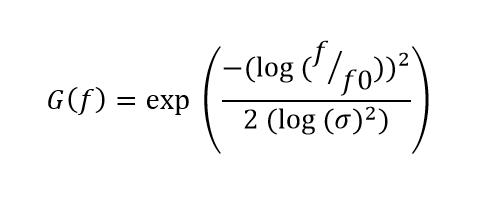 G(f) = exp ( −(log (f/f0))² / 2 (log (σ)²) )